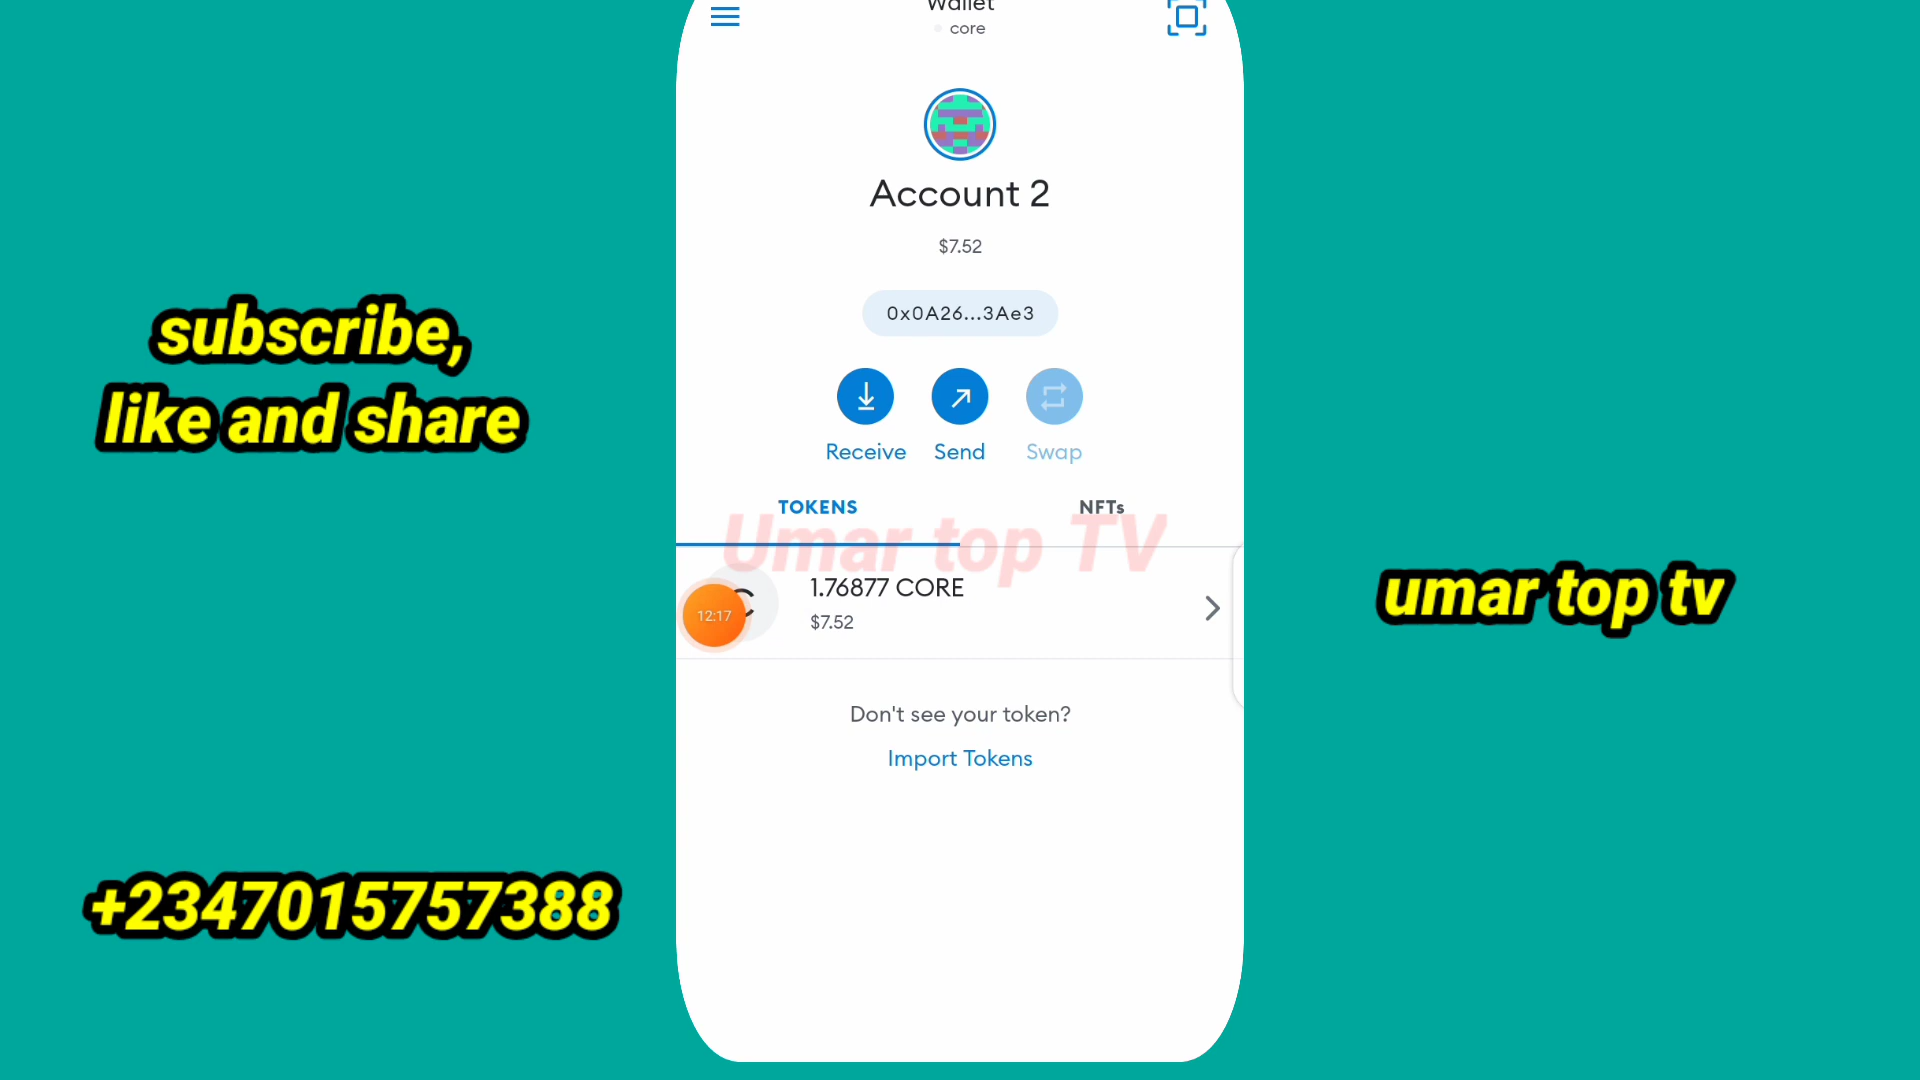 Wallet
core
Account 2
$7.52
subscribe,
like and share
0x0A26...3Ae3
Receive Send Swap
TOKENS NFTs
Umar top TV
1.76877 CORE
12:17
$7.52
umar top tv
Don't see your token?
Import Tokens
+2347015757388